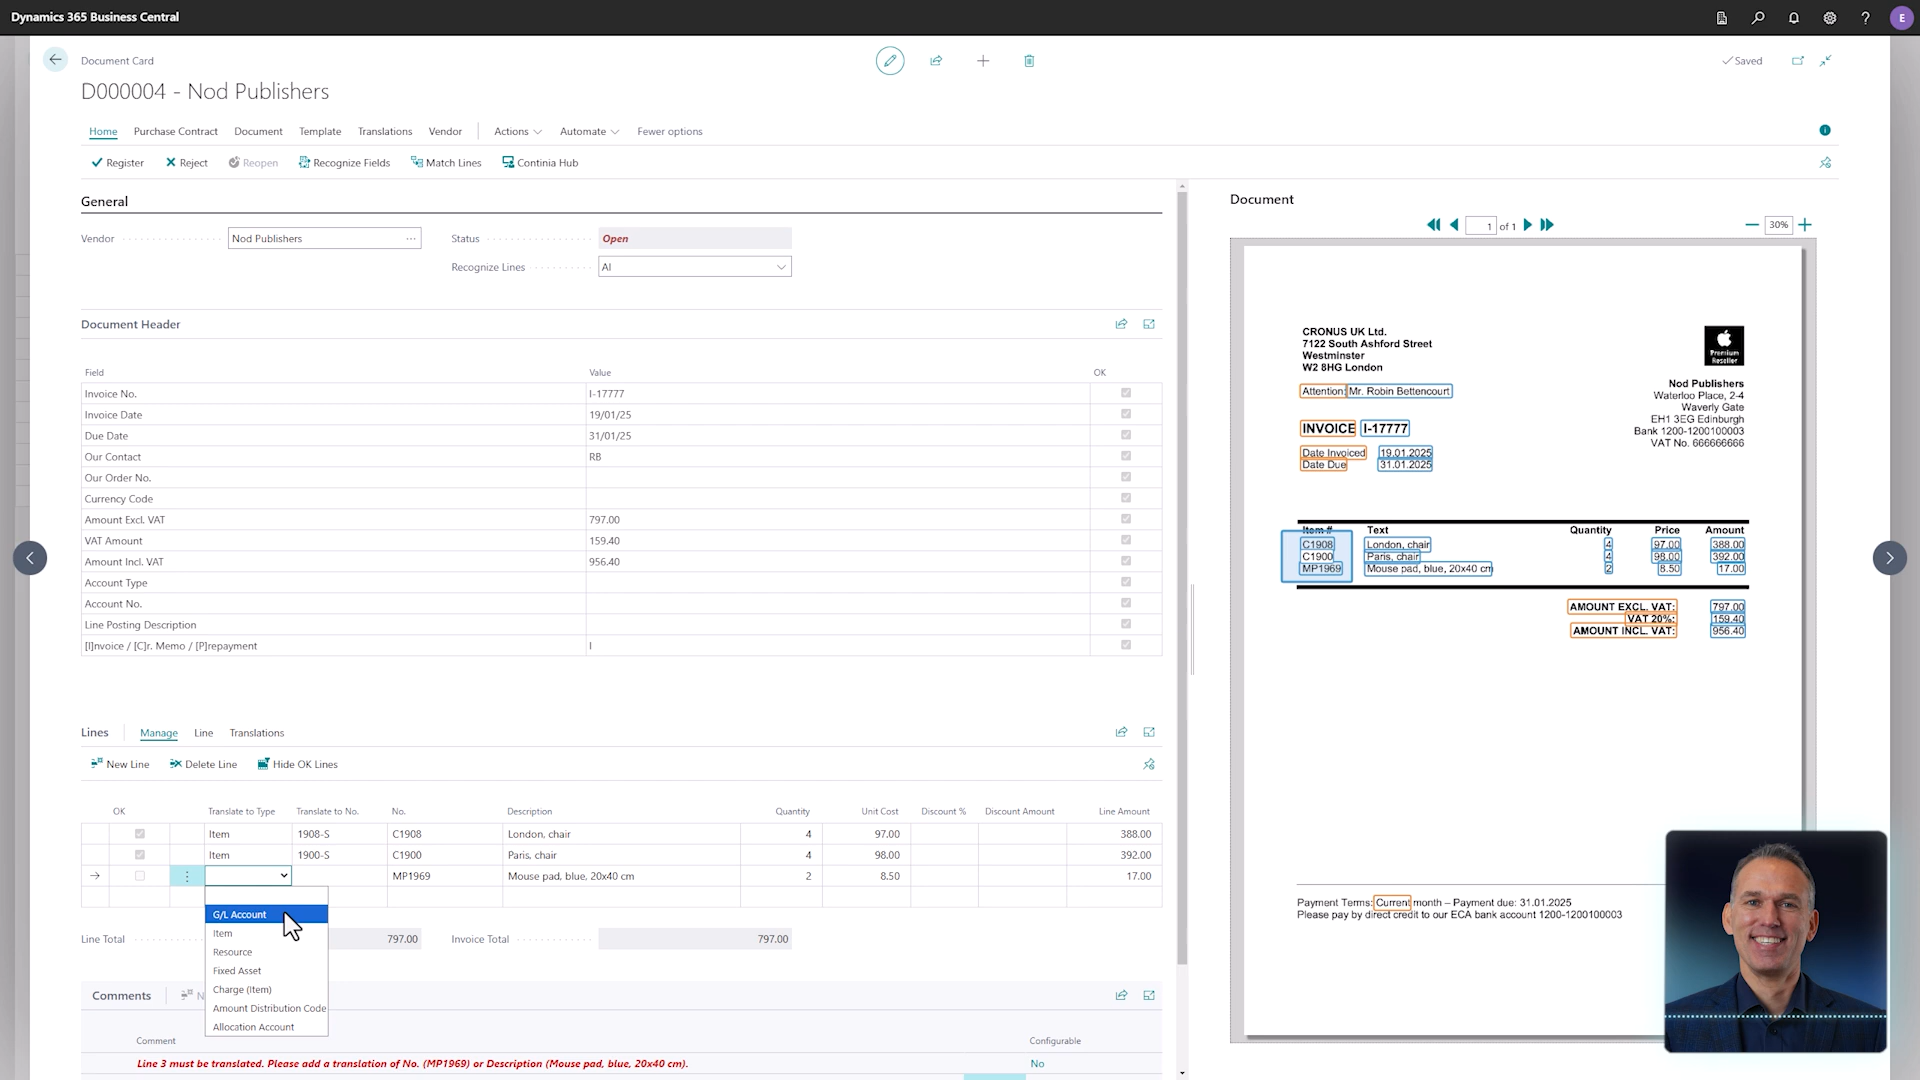 Dynamics 365 Business Central
E
Document Card
Saved
D000004 - Nod Publishers
Home Purchase Contract Document Template Translations Vendor Actions Automate Fewer options
Register Reject Reopen Recognize Fields Match Lines Continia Hub
General
Vendor Nod Publishers
Status Open
Recognize Lines AI
Document Header
Field Value OK
Invoice No. I-17777
Invoice Date 19/01/25
Due Date 31/01/25
Our Contact RB
Our Order No.
Currency Code
Amount Excl. VAT 797.00
VAT Amount 159.40
Amount Incl. VAT 956.40
Account Type
Account No.
Line Posting Description
[I]nvoice / [C]r. Memo / [P]repayment I
Lines Manage Line Translations
New Line Delete Line Hide OK Lines
OK Translate to Type Translate to No. No. Description Quantity Unit Cost Discount % Discount Amount Line Amount
Item 1908-S C1908 London, chair 4 97.00 388.00
Item 1900-S C1900 Paris, chair 4 98.00 392.00
MP1969 Mouse pad, blue, 20x40 cm 2 8.50 17.00
G/L Account
Item
Resource
Fixed Asset
Charge (Item)
Amount Distribution Code
Allocation Account
Line Total 797.00 Invoice Total 797.00
Comments N
Comment Configurable
Line 3 must be translated. Please add a translation of No. (MP1969) or Description (Mouse pad, blue, 20x40 cm). No
Document
1 of 1
30%
CRONUS UK Ltd.
7122 South Ashford Street
Westminster
W2 8HG London
Attention: Mr. Robin Bettencourt
Premium
Reseller
Nod Publishers
Waterloo Place, 2-4
Waverly Gate
EH1 3EG Edinburgh
Bank 1200-1200100003
VAT No. 666666666
INVOICE I-17777
Date Invoiced 19.01.2025
Date Due 31.01.2025
Item # Text Quantity Price Amount
C1908 London, chair 4 97.00 388.00
C1900 Paris, chair 4 98.00 392.00
MP1969 Mouse pad, blue, 20x40 cm 2 8.50 17.00
AMOUNT EXCL. VAT: 797.00
VAT 20%: 159.40
AMOUNT INCL. VAT: 956.40
Payment Terms: Current month – Payment due: 31.01.2025
Please pay by direct credit to our ECA bank account 1200-1200100003